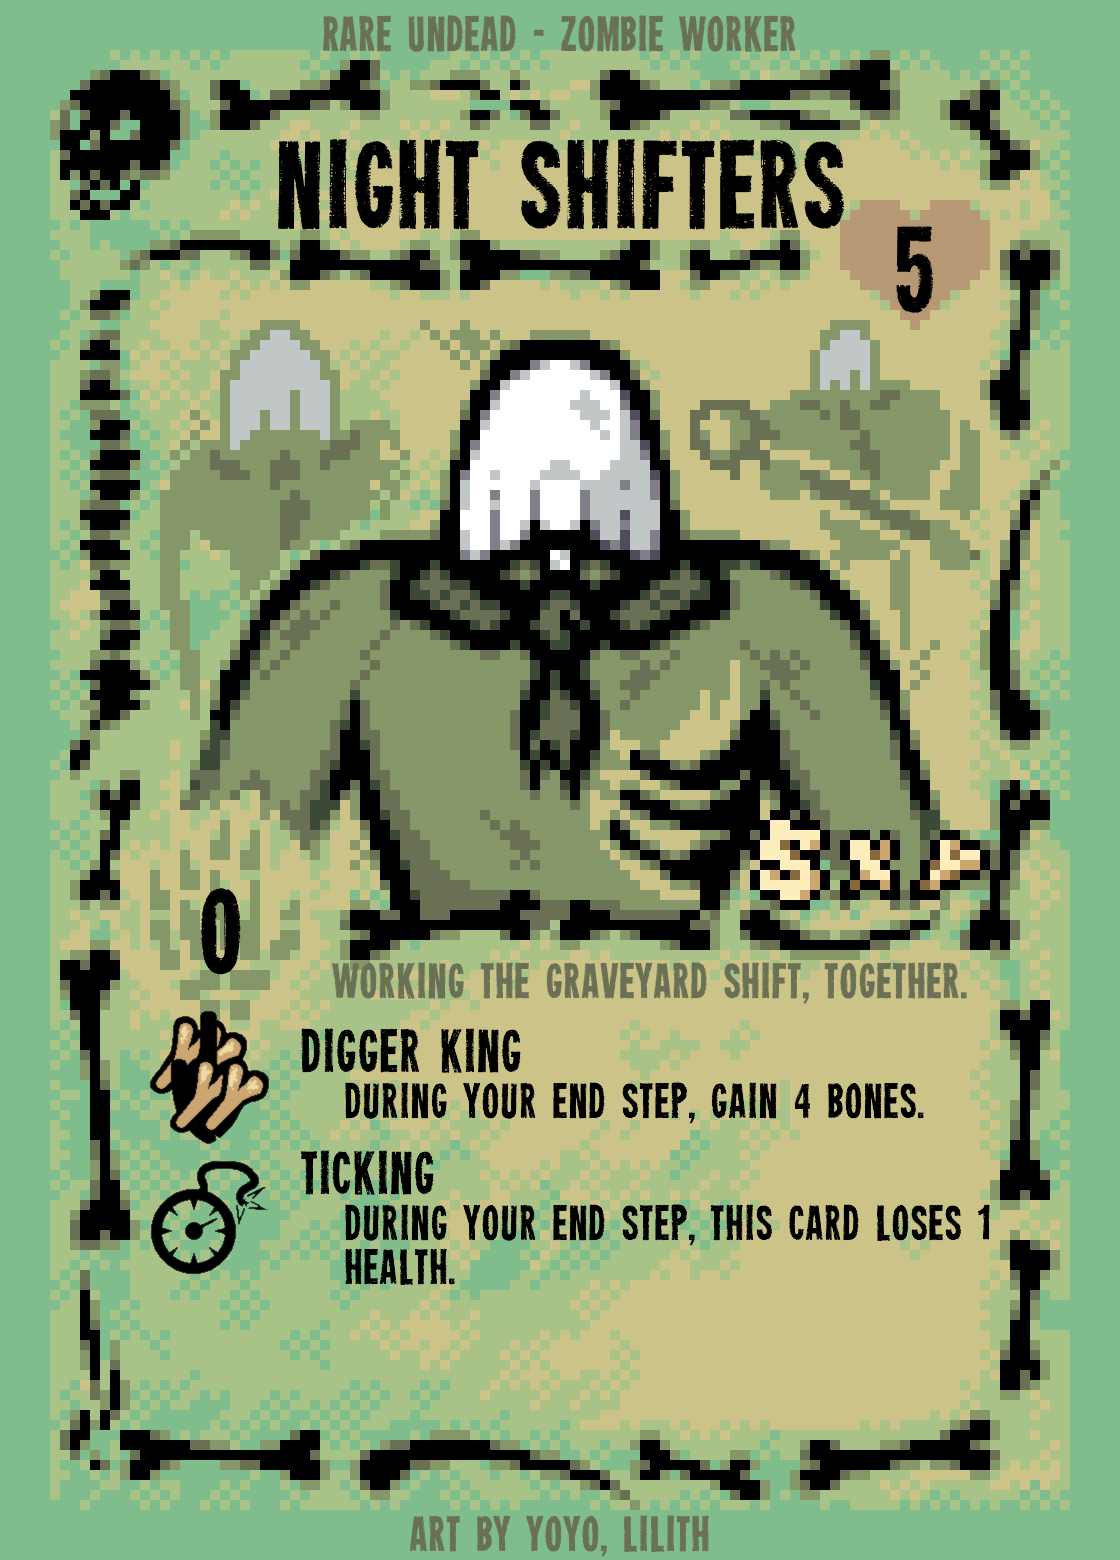 RARE UNDEAD - ZOMBIE WORKER
NIGHT SHIFTERS
5
5 X Y
0
WORKING THE GRAVEYARD SHIFT, TOGETHER.
DIGGER KING
DURING YOUR END STEP, GAIN 4 BONES.
TICKING
DURING YOUR END STEP, THIS CARD LOSES 1
HEALTH.
ART BY YOYO, LILITH